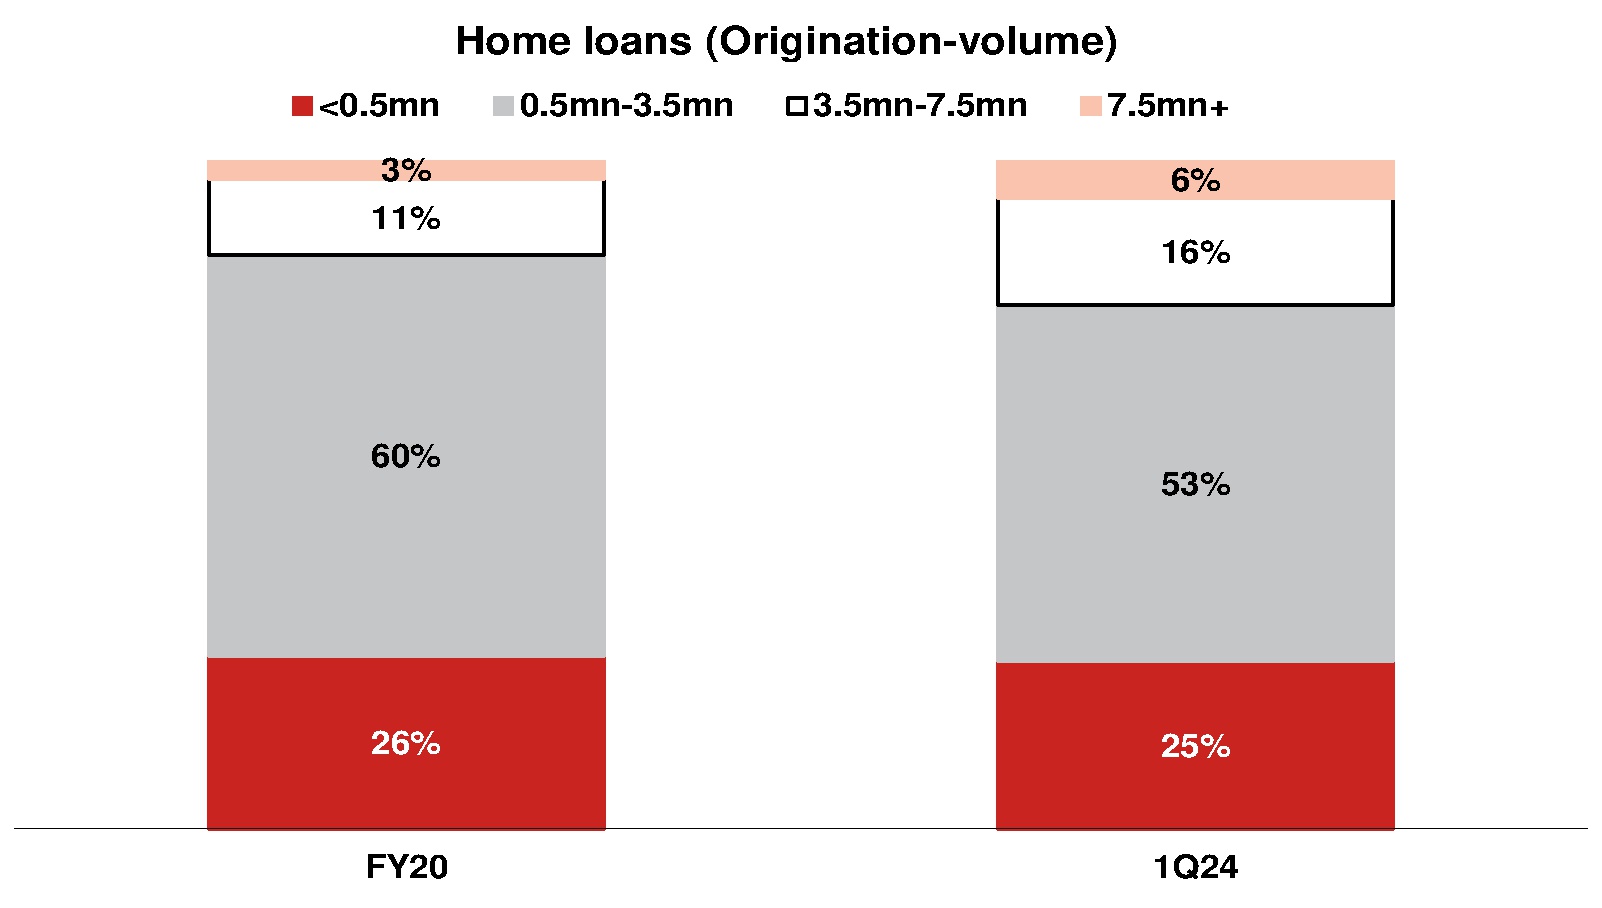 Home loans (Origination-volume)
<0.5mn 0.5mn-3.5mn 3.5mn-7.5mn 7.5mn+
3% 6%
11% 16%
60% 53%
26% 25%
FY20 1Q24